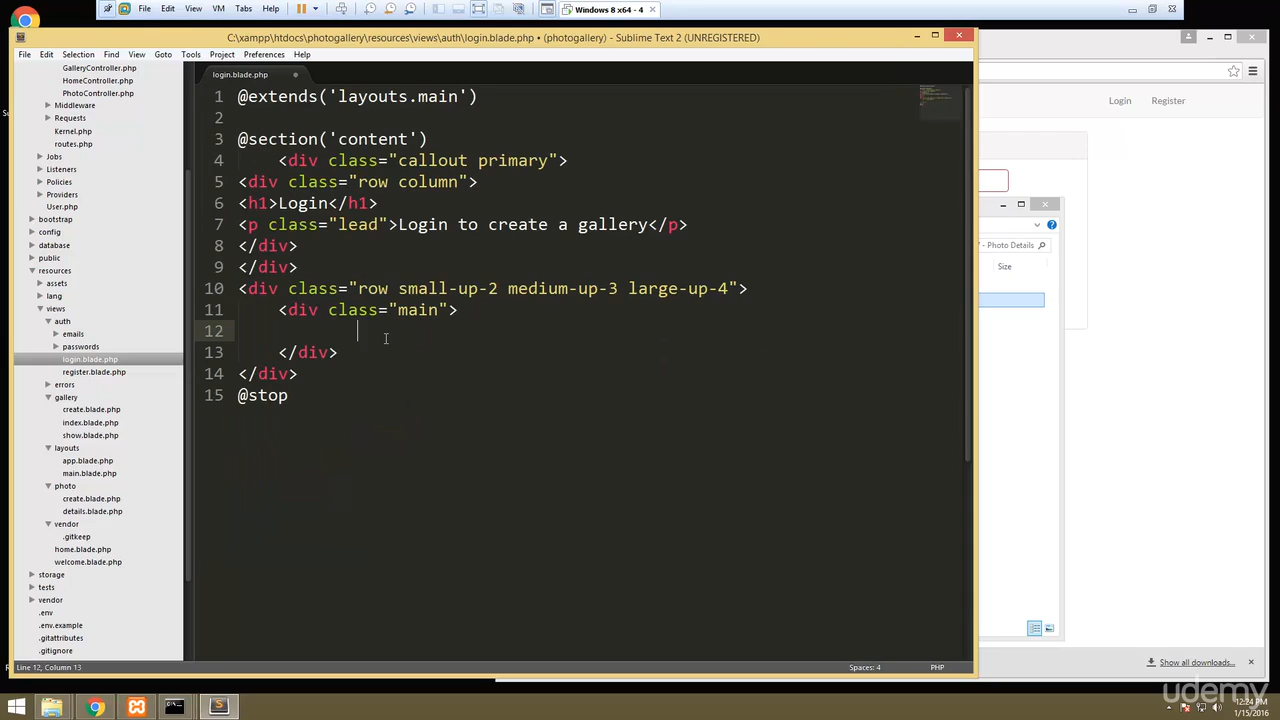 File Edit View VM Tabs Help
Windows 8 x64 - 4
C:\xampp\htdocs\photogallery\resources\views\auth\login.blade.php • (photogallery) - Sublime Text 2 (UNREGISTERED)
File Edit Selection Find View Goto Tools Project Preferences Help
GalleryController.php
HomeController.php
PhotoController.php
Middleware
Requests
Kernel.php
routes.php
Jobs
Listeners
Policies
Providers
User.php
bootstrap
config
database
public
resources
assets
lang
views
auth
emails
passwords
login.blade.php
register.blade.php
errors
gallery
create.blade.php
index.blade.php
show.blade.php
layouts
app.blade.php
main.blade.php
photo
create.blade.php
details.blade.php
vendor
.gitkeep
home.blade.php
welcome.blade.php
storage
tests
vendor
.env
.env.example
.gitattributes
.gitignore
login.blade.php
1 @extends('layouts.main')
2
3 @section('content')
4 <div class="callout primary">
5 <div class="row column">
6 <h1>Login</h1>
7 <p class="lead">Login to create a gallery</p>
8 </div>
9 </div>
10 <div class="row small-up-2 medium-up-3 large-up-4">
11 <div class="main">
12
13 </div>
14 </div>
15 @stop
Login Register
- Photo Details
Size
Line 12, Column 13
Spaces: 4
PHP
Show all downloads...
udemy
12:24 PM
1/15/2016